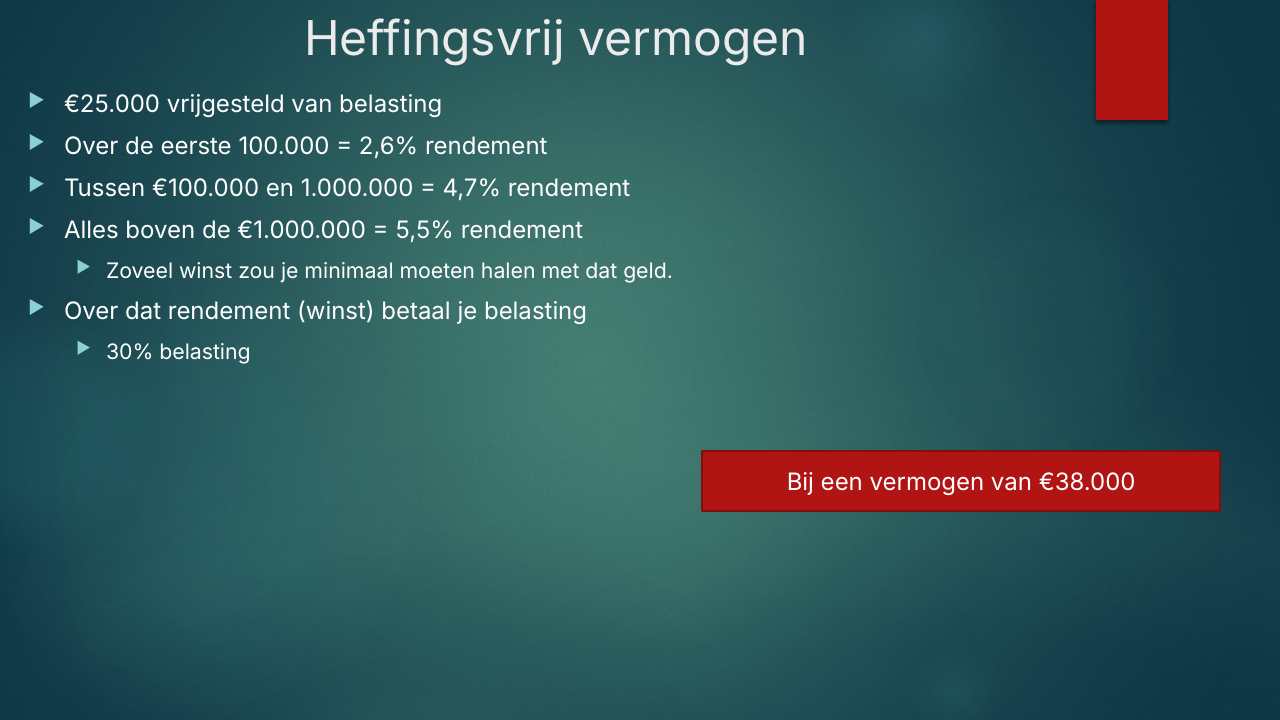 Heffingsvrij vermogen
€25.000 vrijgesteld van belasting
Over de eerste 100.000 = 2,6% rendement
Tussen €100.000 en 1.000.000 = 4,7% rendement
Alles boven de €1.000.000 = 5,5% rendement
Zoveel winst zou je minimaal moeten halen met dat geld.
Over dat rendement (winst) betaal je belasting
30% belasting
Bij een vermogen van €38.000